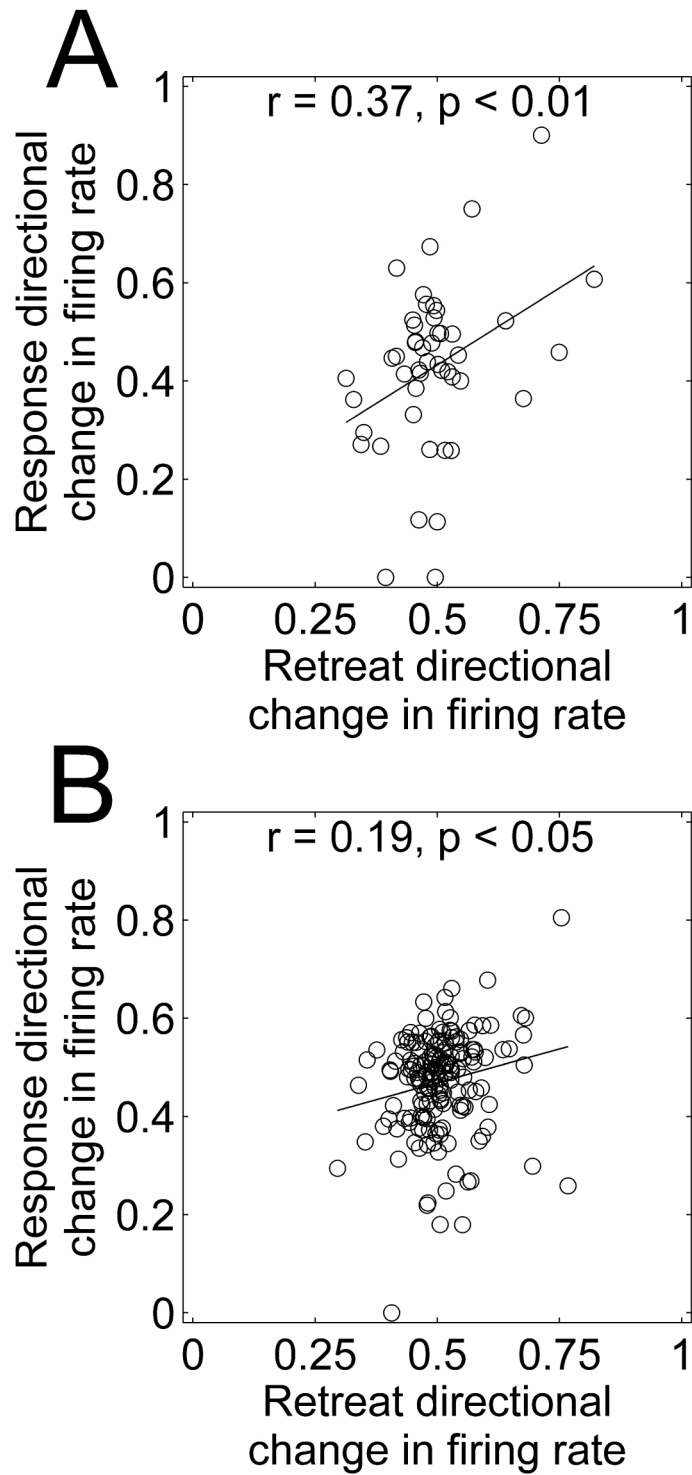 A
r = 0.37, p < 0.01
Response directional
change in firing rate
1
0.8
0.6
0.4
0.2
0
0 0.25 0.5 0.75 1
Retreat directional
change in firing rate
B
r = 0.19, p < 0.05
Response directional
change in firing rate
1
0.8
0.6
0.4
0.2
0
0 0.25 0.5 0.75 1
Retreat directional
change in firing rate